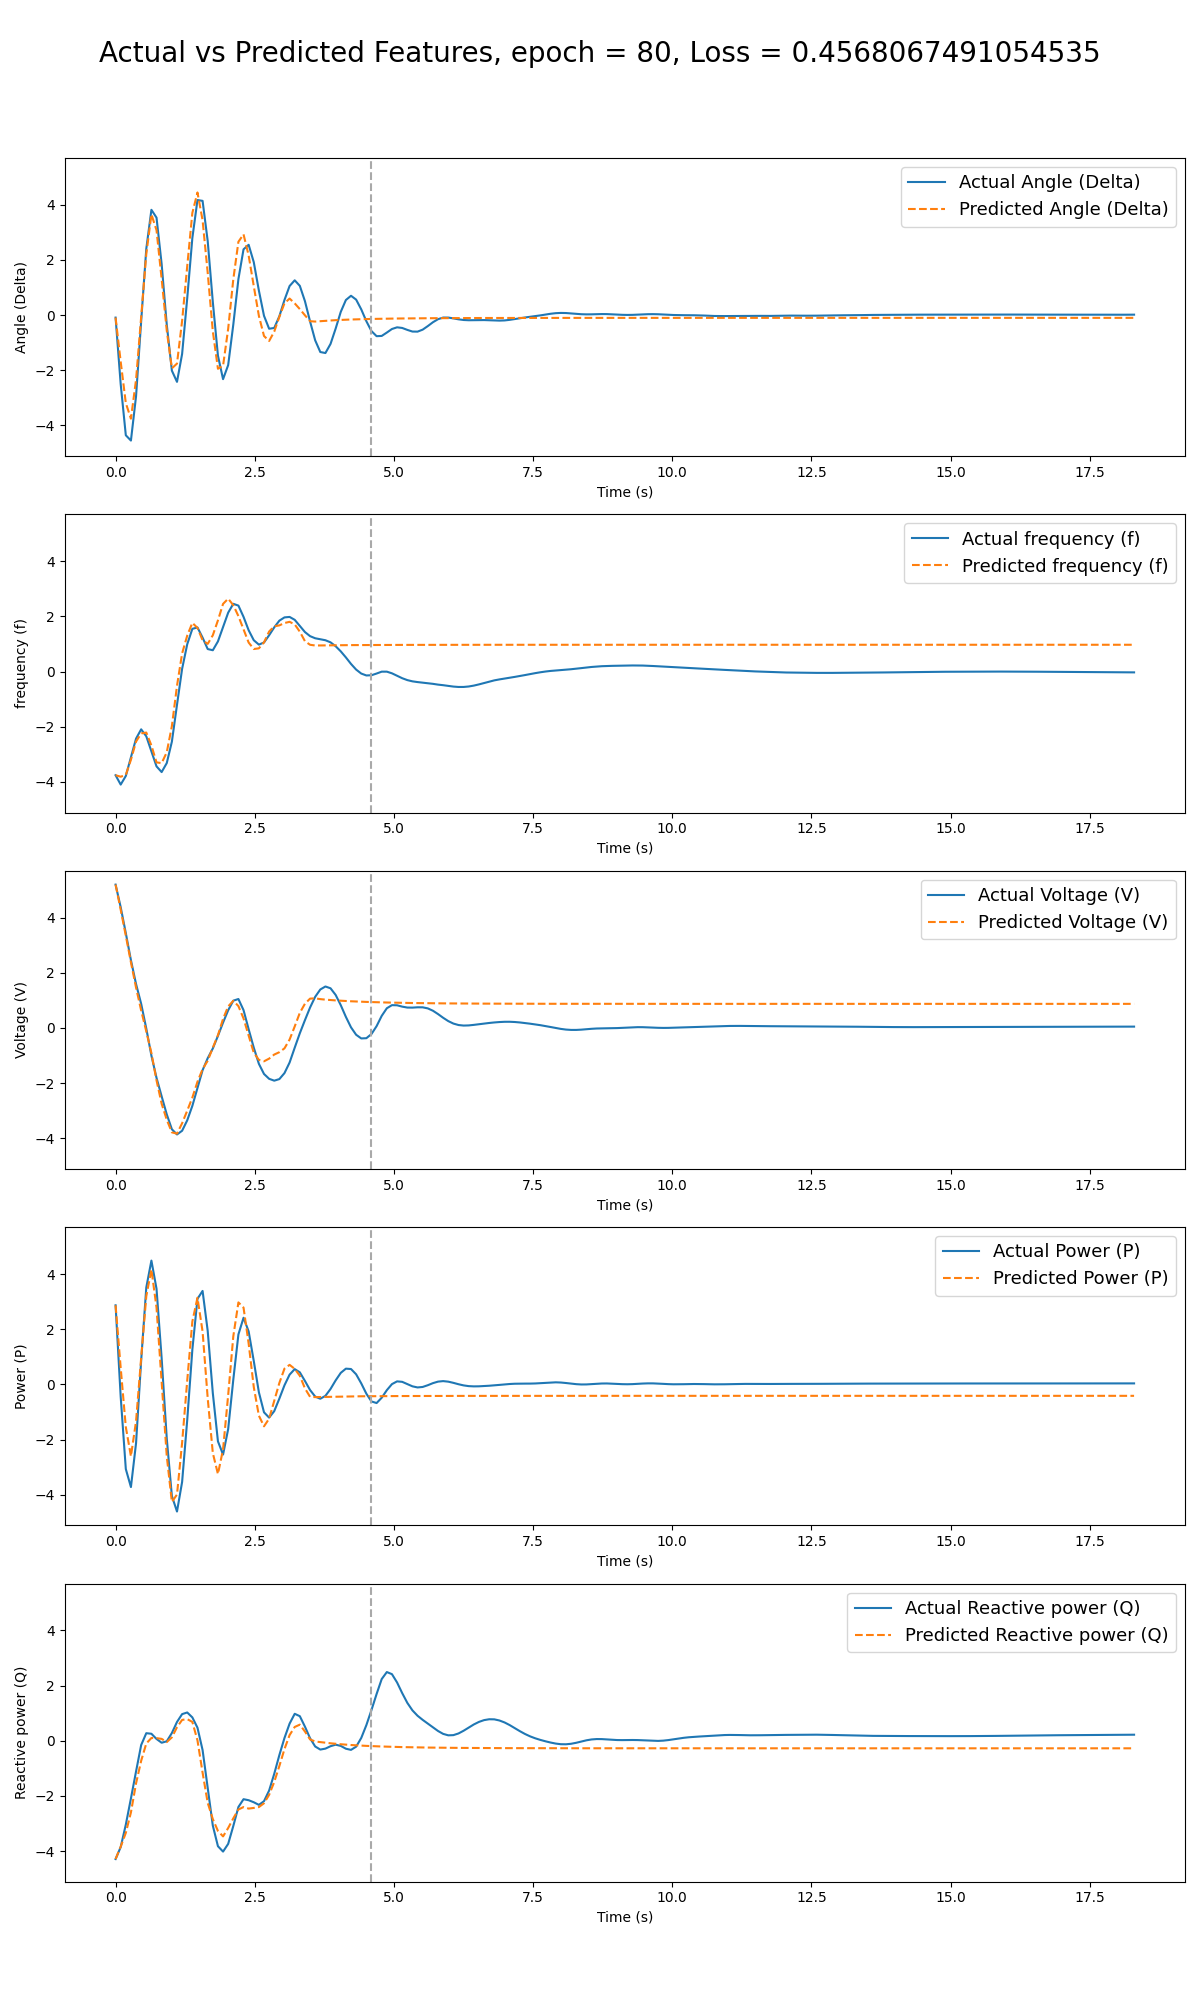 Actual vs Predicted Features, epoch = 80, Loss = 0.4568067491054535
Actual Angle (Delta)
Predicted Angle (Delta)
Angle (Delta)
4
2
0
−2
−4
0.0 2.5 5.0 7.5 10.0 12.5 15.0 17.5
Time (s)
Actual frequency (f)
Predicted frequency (f)
frequency (f)
4
2
0
−2
−4
0.0 2.5 5.0 7.5 10.0 12.5 15.0 17.5
Time (s)
Actual Voltage (V)
Predicted Voltage (V)
Voltage (V)
4
2
0
−2
−4
0.0 2.5 5.0 7.5 10.0 12.5 15.0 17.5
Time (s)
Actual Power (P)
Predicted Power (P)
Power (P)
4
2
0
−2
−4
0.0 2.5 5.0 7.5 10.0 12.5 15.0 17.5
Time (s)
Actual Reactive power (Q)
Predicted Reactive power (Q)
Reactive power (Q)
4
2
0
−2
−4
0.0 2.5 5.0 7.5 10.0 12.5 15.0 17.5
Time (s)